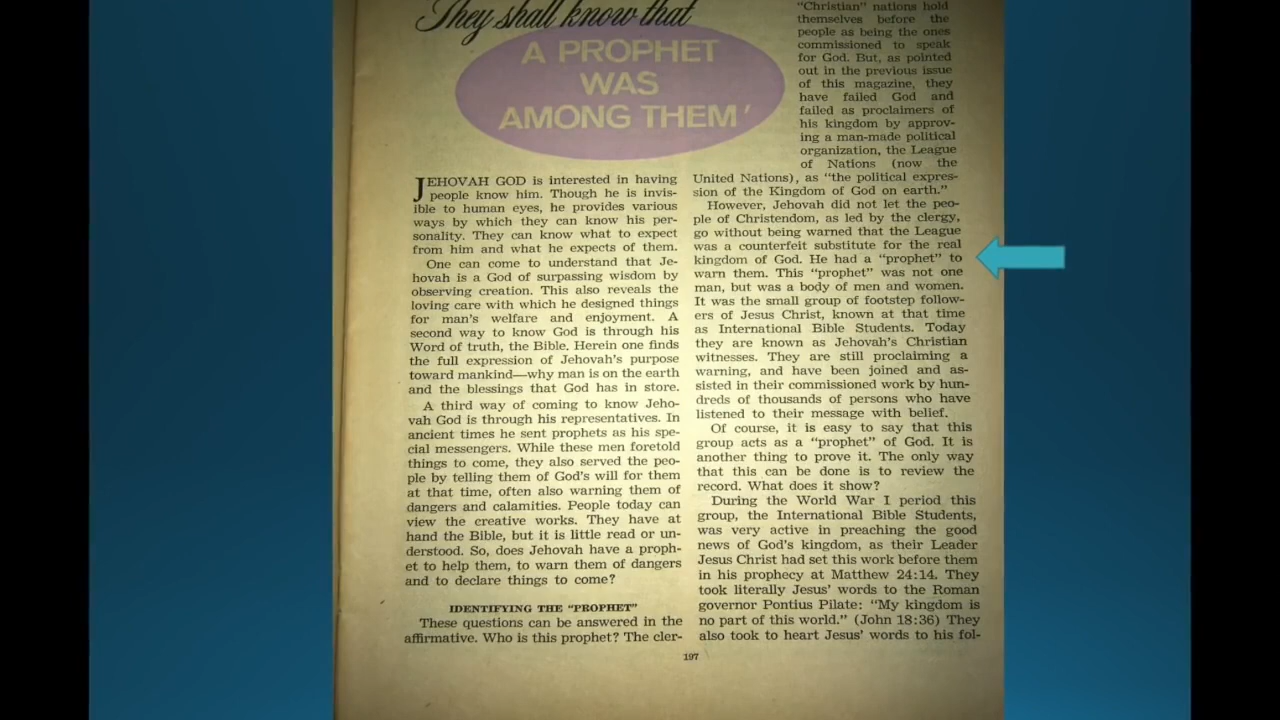 They shall know that
A PROPHET
WAS
AMONG THEM'
JEHOVAH GOD is interested in having
people know him. Though he is invis-
ible to human eyes, he provides various
ways by which they can know his per-
sonality. They can know what to expect
from him and what he expects of them.
One can come to understand that Je-
hovah is a God of surpassing wisdom by
observing creation. This also reveals the
loving care with which he designed things
for man's welfare and enjoyment. A
second way to know God is through his
Word of truth, the Bible. Herein one finds
the full expression of Jehovah's purpose
toward mankind—why man is on the earth
and the blessings that God has in store.
A third way of coming to know Jeho-
vah God is through his representatives. In
ancient times he sent prophets as his spe-
cial messengers. While these men foretold
things to come, they also served the peo-
ple by telling them of God's will for them
at that time, often also warning them of
dangers and calamities. People today can
view the creative works. They have at
hand the Bible, but it is little read or un-
derstood. So, does Jehovah have a proph-
et to help them, to warn them of dangers
and to declare things to come?
IDENTIFYING THE "PROPHET"
These questions can be answered in the
affirmative. Who is this prophet? The cler-
"Christian" nations hold
themselves before the
people as being the ones
commissioned to speak
for God. But, as pointed
out in the previous issue
of this magazine, they
have failed God and
failed as proclaimers of
his kingdom by approv-
ing a man-made political
organization, the League
of Nations (now the
United Nations), as "the political expres-
sion of the Kingdom of God on earth."
However, Jehovah did not let the peo-
ple of Christendom, as led by the clergy,
go without being warned that the League
was a counterfeit substitute for the real
kingdom of God. He had a "prophet" to
warn them. This "prophet" was not one
man, but was a body of men and women.
It was the small group of footstep follow-
ers of Jesus Christ, known at that time
as International Bible Students. Today
they are known as Jehovah's Christian
witnesses. They are still proclaiming a
warning, and have been joined and as-
sisted in their commissioned work by hun-
dreds of thousands of persons who have
listened to their message with belief.
Of course, it is easy to say that this
group acts as a "prophet" of God. It is
another thing to prove it. The only way
that this can be done is to review the
record. What does it show?
During the World War I period this
group, the International Bible Students,
was very active in preaching the good
news of God's kingdom, as their Leader
Jesus Christ had set this work before them
in his prophecy at Matthew 24:14. They
took literally Jesus' words to the Roman
governor Pontius Pilate: "My kingdom is
no part of this world." (John 18:36) They
also took to heart Jesus' words to his fol-
197